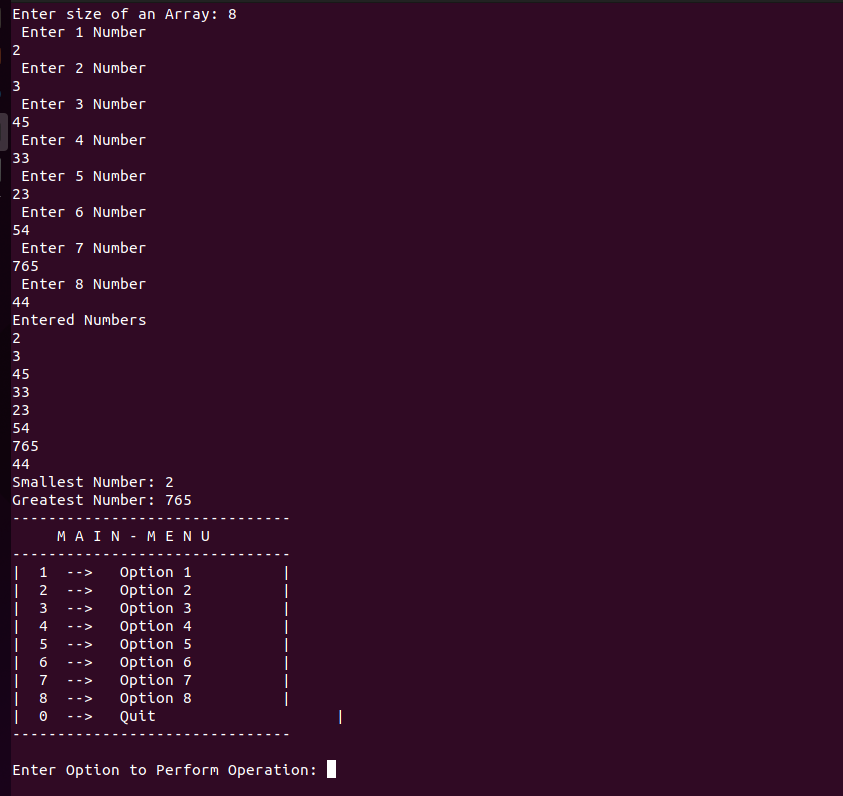 Enter size of an Array: 8
 Enter 1 Number
2
 Enter 2 Number
3
 Enter 3 Number
45
 Enter 4 Number
33
 Enter 5 Number
23
 Enter 6 Number
54
 Enter 7 Number
765
 Enter 8 Number
44
Entered Numbers
2
3
45
33
23
54
765
44
Smallest Number: 2
Greatest Number: 765
-------------------------------
     M A I N - M E N U
-------------------------------
|  1  -->   Option 1          |
|  2  -->   Option 2          |
|  3  -->   Option 3          |
|  4  -->   Option 4          |
|  5  -->   Option 5          |
|  6  -->   Option 6          |
|  7  -->   Option 7          |
|  8  -->   Option 8          |
|  0  -->   Quit                    |
-------------------------------
Enter Option to Perform Operation: